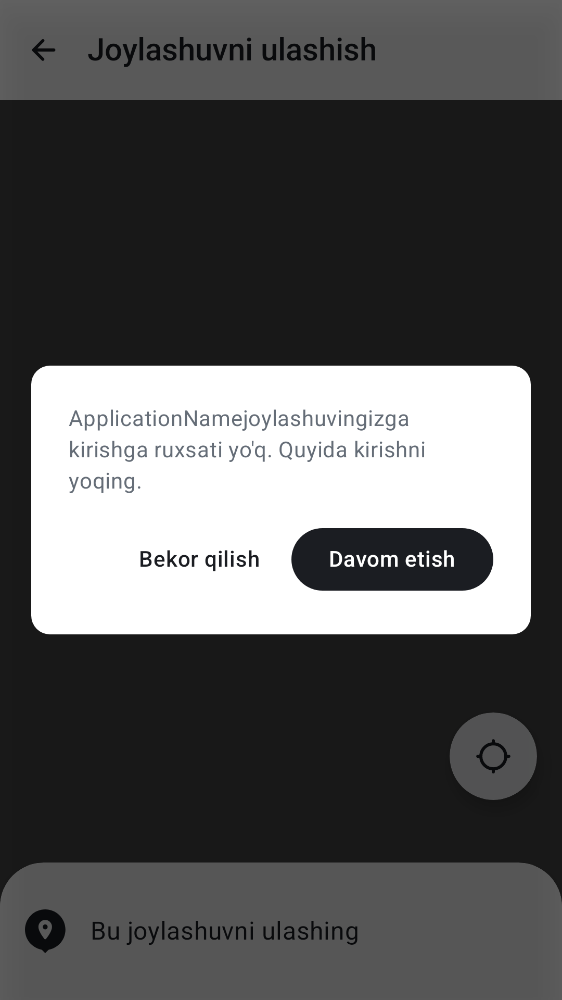 Joylashuvni ulashish
ApplicationNamejoylashuvingizga
kirishga ruxsati yo'q. Quyida kirishni
yoqing.
Bekor qilish
Davom etish
Bu joylashuvni ulashing